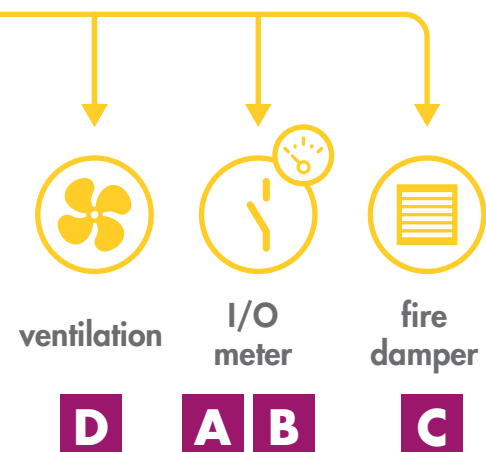 ventilation
I/O
meter
fire
damper
D
A B
C